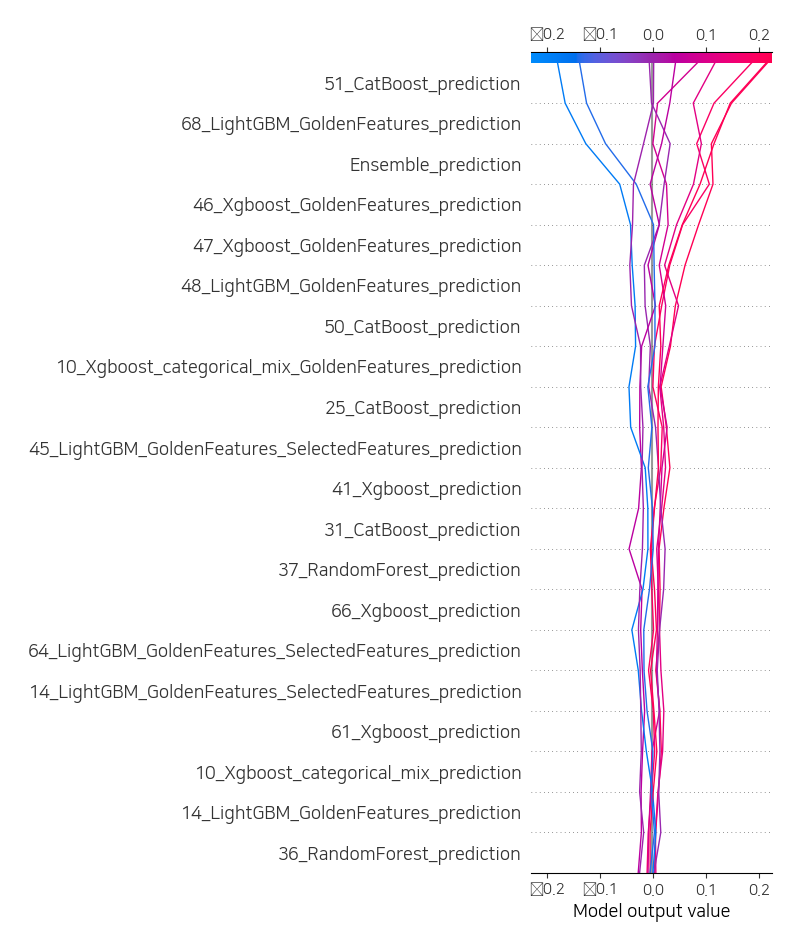 0.2 0.1 0.0 0.1 0.2
51_CatBoost_prediction
68_LightGBM_GoldenFeatures_prediction
Ensemble_prediction
46_Xgboost_GoldenFeatures_prediction
47_Xgboost_GoldenFeatures_prediction
48_LightGBM_GoldenFeatures_prediction
50_CatBoost_prediction
10_Xgboost_categorical_mix_GoldenFeatures_prediction
25_CatBoost_prediction
45_LightGBM_GoldenFeatures_SelectedFeatures_prediction
41_Xgboost_prediction
31_CatBoost_prediction
37_RandomForest_prediction
66_Xgboost_prediction
64_LightGBM_GoldenFeatures_SelectedFeatures_prediction
14_LightGBM_GoldenFeatures_SelectedFeatures_prediction
61_Xgboost_prediction
10_Xgboost_categorical_mix_prediction
14_LightGBM_GoldenFeatures_prediction
36_RandomForest_prediction
0.2 0.1 0.0 0.1 0.2
Model output value